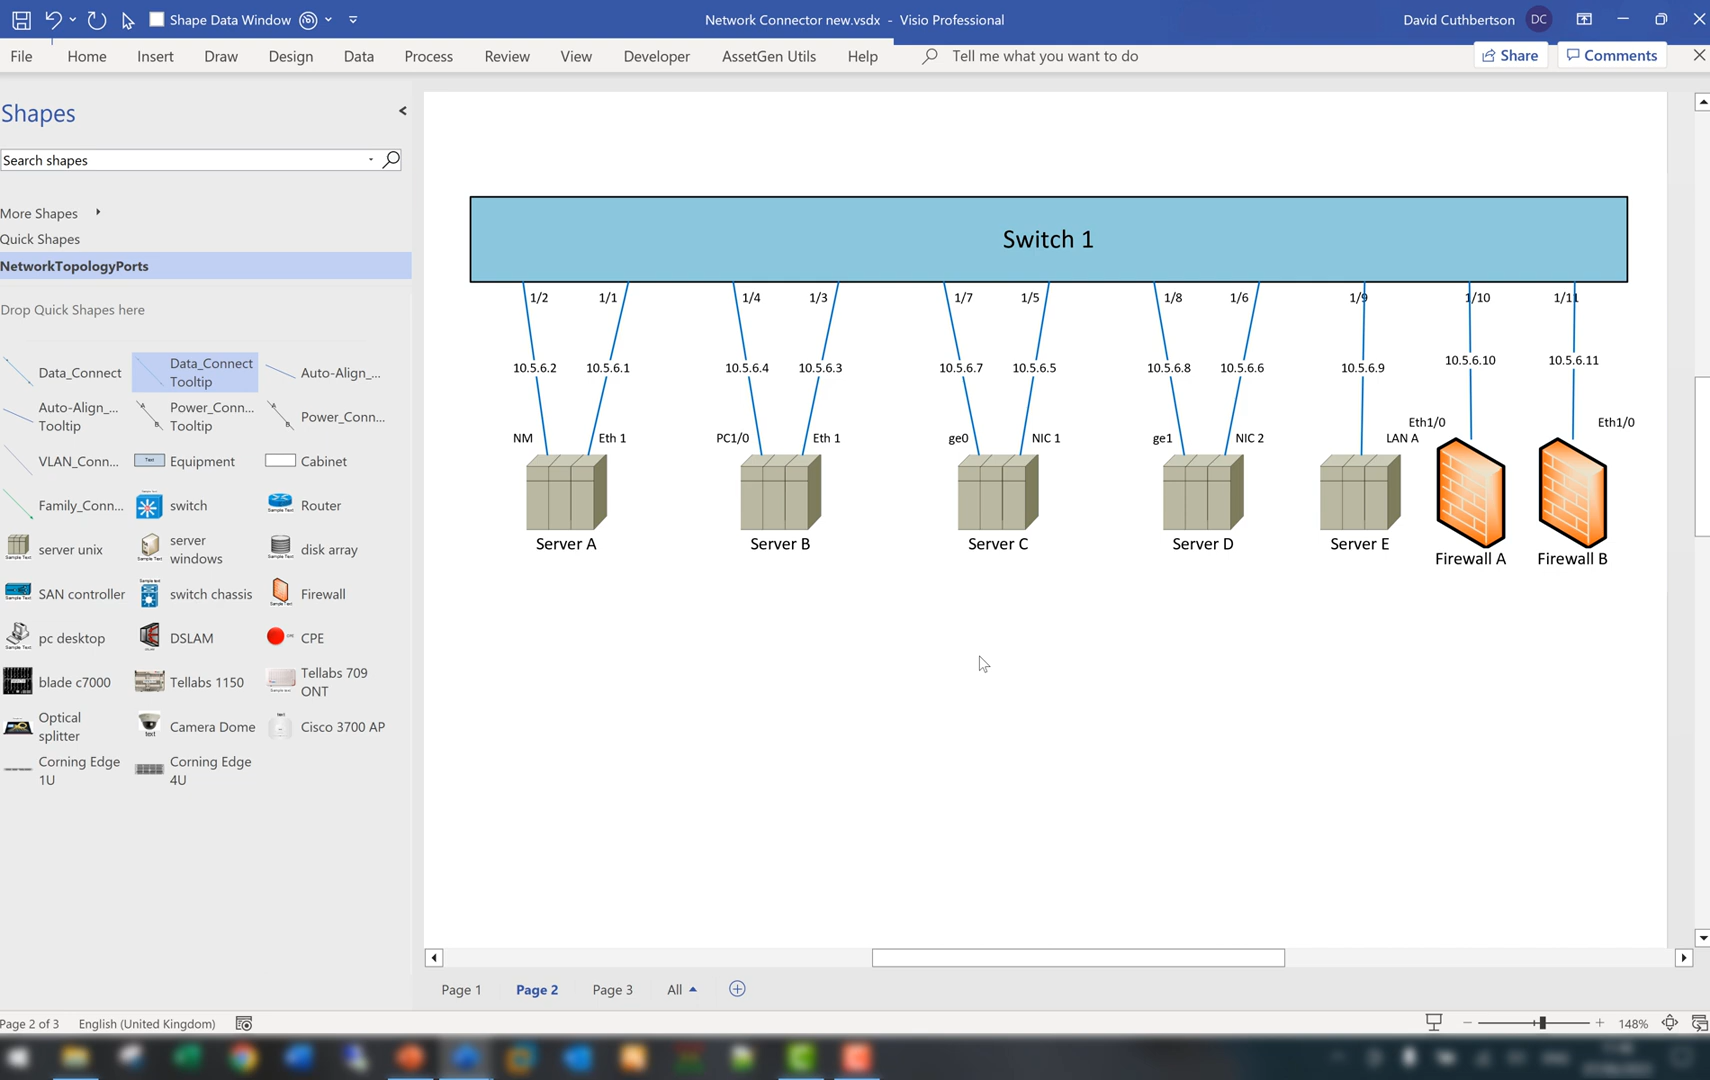 Shape Data Window
Network Connector new.vsdx - Visio Professional
David Cuthbertson
DC
File
Home
Insert
Draw
Design
Data
Process
Review
View
Developer
AssetGen Utils
Help
Tell me what you want to do
Share
Comments
Shapes
Search shapes
More Shapes
Quick Shapes
NetworkTopologyPorts
Drop Quick Shapes here
Data_Connect
Data_Connect
Tooltip
Auto-Align_...
Auto-Align_...
Tooltip
Power_Conn...
Tooltip
Power_Conn...
VLAN_Conn...
Equipment
Cabinet
Family_Conn...
switch
Router
server unix
server
windows
disk array
SAN controller
switch chassis
Firewall
pc desktop
DSLAM
CPE
blade c7000
Tellabs 1150
Tellabs 709
ONT
Optical
splitter
Camera Dome
Cisco 3700 AP
Corning Edge
1U
Corning Edge
4U
Switch 1
1/2 1/1 1/4 1/3 1/7 1/5 1/8 1/6 1/9 1/10 1/11
10.5.6.2 10.5.6.1 10.5.6.4 10.5.6.3 10.5.6.7 10.5.6.5 10.5.6.8 10.5.6.6 10.5.6.9 10.5.6.10 10.5.6.11
NM Eth 1 PC1/0 Eth 1 ge0 NIC 1 ge1 NIC 2 LAN A Eth1/0 Eth1/0
Server A Server B Server C Server D Server E Firewall A Firewall B
Page 1
Page 2
Page 3
All
Page 2 of 3
English (United Kingdom)
148%